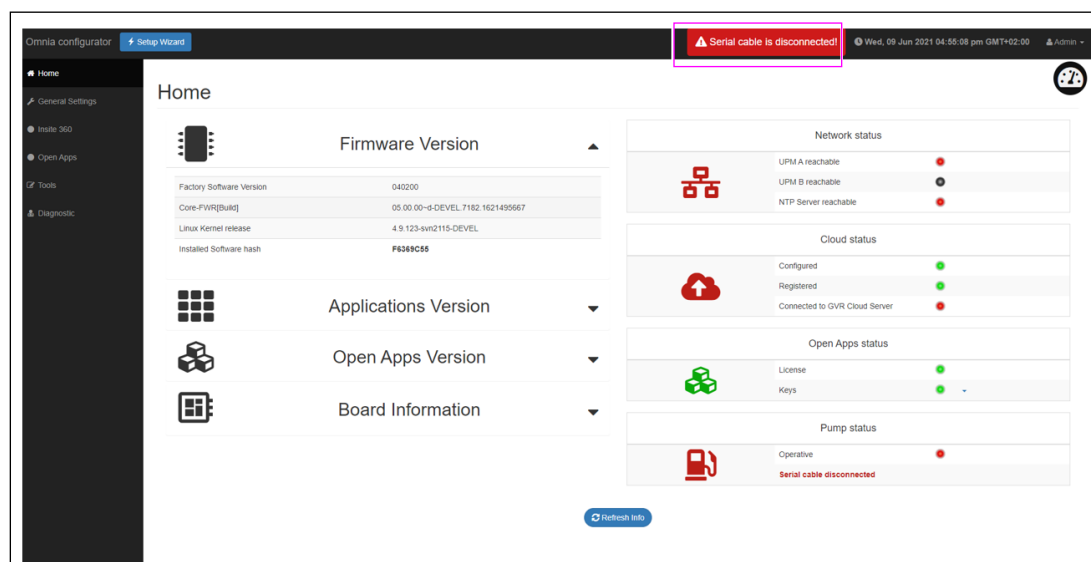 Omnia configurator
Setup Wizard
Serial cable is disconnected!
Wed, 09 Jun 2021 04:55:08 pm GMT+02:00
Admin
Home
General Settings
Insite 360
Open Apps
Tools
Diagnostic
Home
Firmware Version
Factory Software Version 040200
Core-FWR[Build] 05.00.00~d-DEVEL.7182.1621495667
Linux Kernel release 4.9.123-svn2115-DEVEL
Installed Software hash F6369C55
Applications Version
Open Apps Version
Board Information
Network status
UPM A reachable
UPM B reachable
NTP Server reachable
Cloud status
Configured
Registered
Connected to GVR Cloud Server
Open Apps status
License
Keys
Pump status
Operative
Serial cable disconnected
Refresh Info